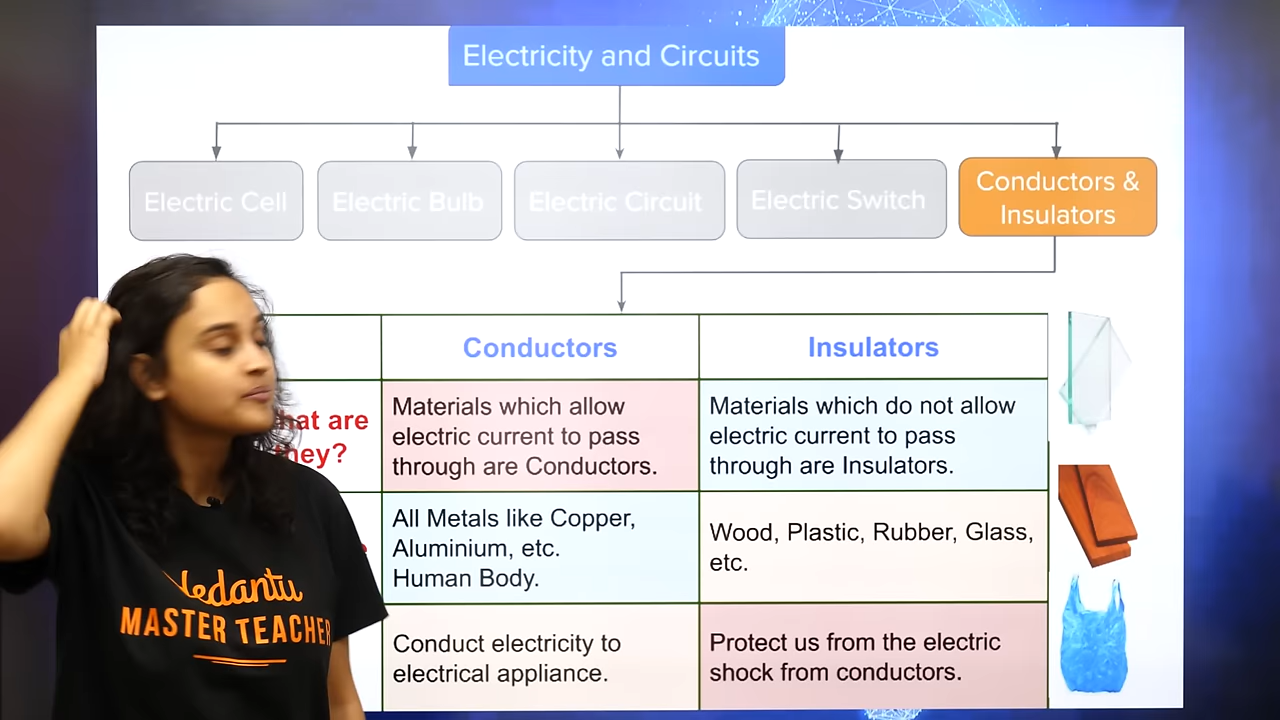 Electricity and Circuits
Electric Cell
Electric Bulb
Electric Circuit
Electric Switch
Conductors &
Insulators
Conductors
Insulators
hat are
hey?
Materials which allow
electric current to pass
through are Conductors.
Materials which do not allow
electric current to pass
through are Insulators.
All Metals like Copper,
Aluminium, etc.
Human Body.
Wood, Plastic, Rubber, Glass,
etc.
Conduct electricity to
electrical appliance.
Protect us from the electric
shock from conductors.
Vedantu
MASTER TEACHER